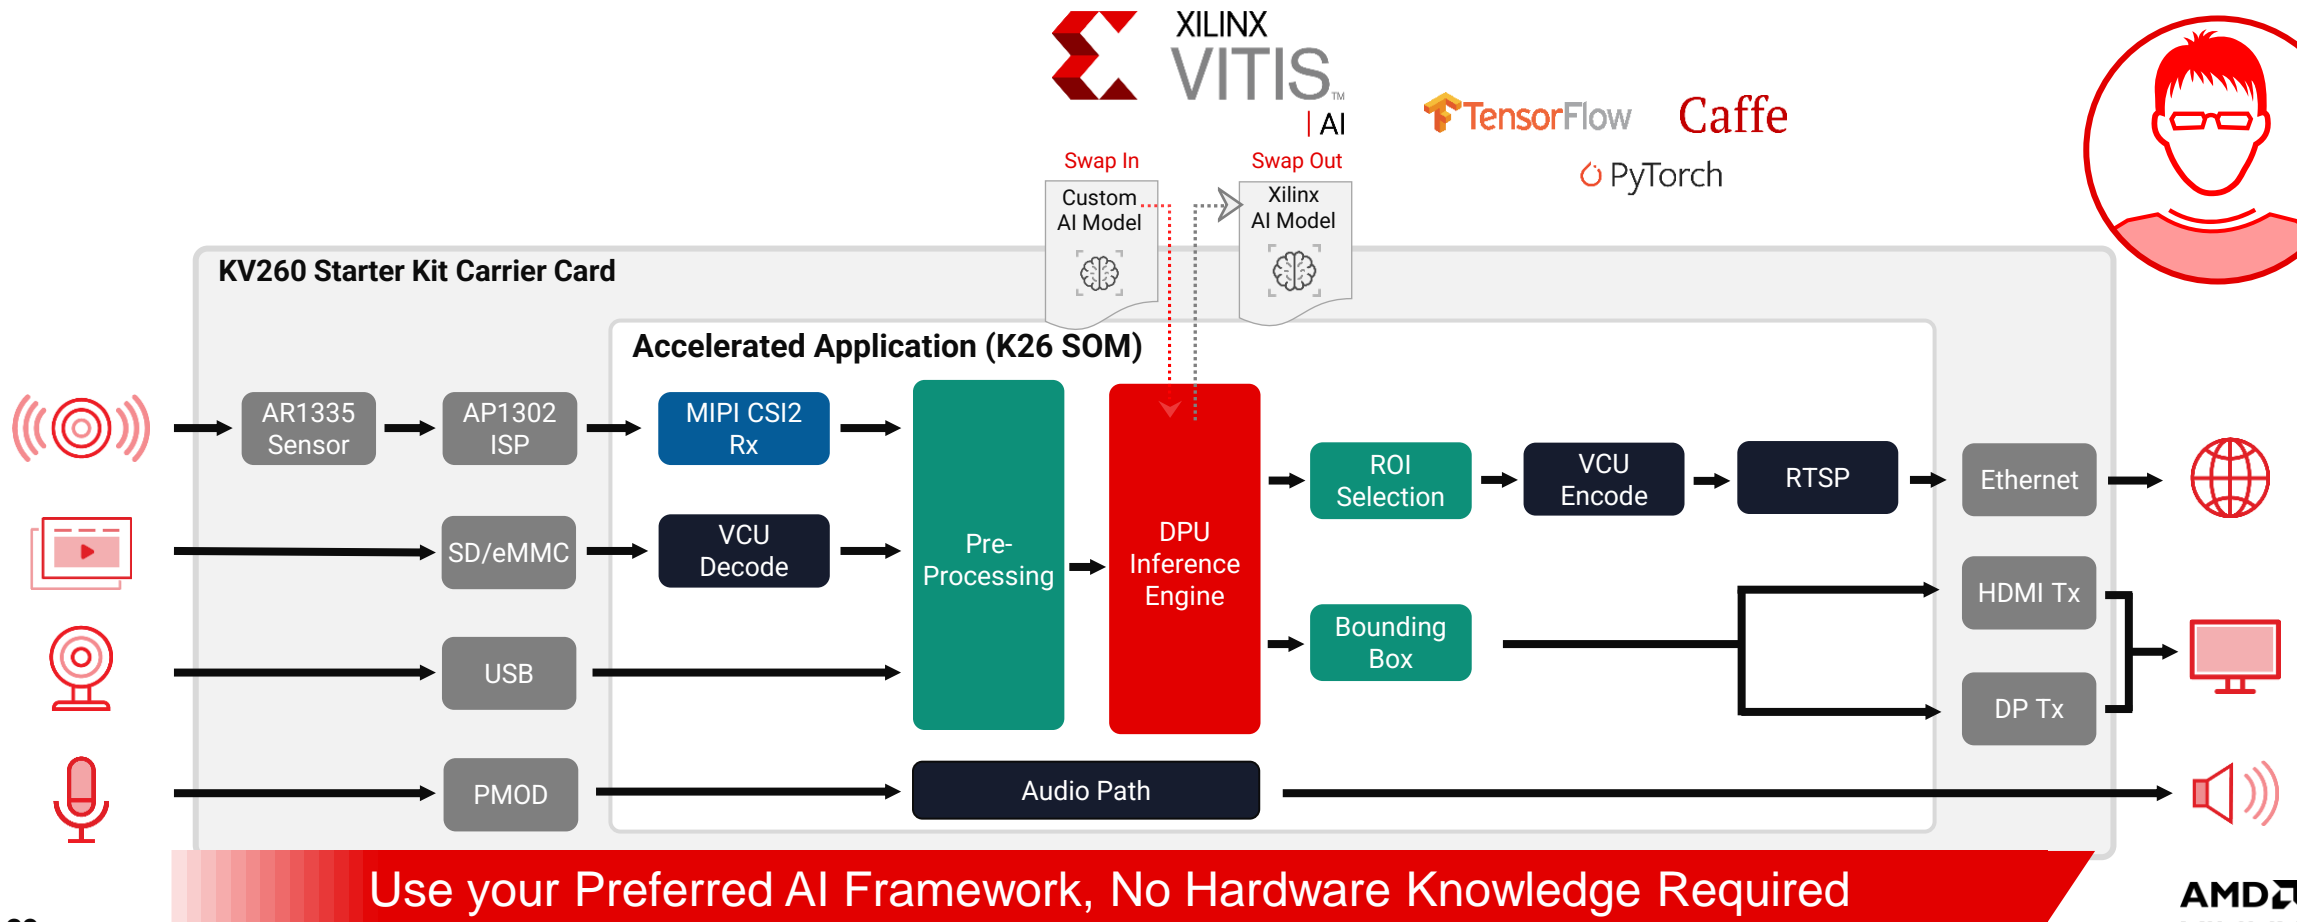 XILINX
VITIS™
AI
TensorFlow
Caffe
PyTorch
Swap In
Swap Out
Custom
AI Model
Xilinx
AI Model
KV260 Starter Kit Carrier Card
Accelerated Application (K26 SOM)
AR1335
Sensor
AP1302
ISP
MIPI CSI2
Rx
SD/eMMC
VCU
Decode
USB
PMOD
Pre-
Processing
DPU
Inference
Engine
ROI
Selection
VCU
Encode
RTSP
Ethernet
Bounding
Box
HDMI Tx
DP Tx
Audio Path
Use your Preferred AI Framework, No Hardware Knowledge Required
AMD